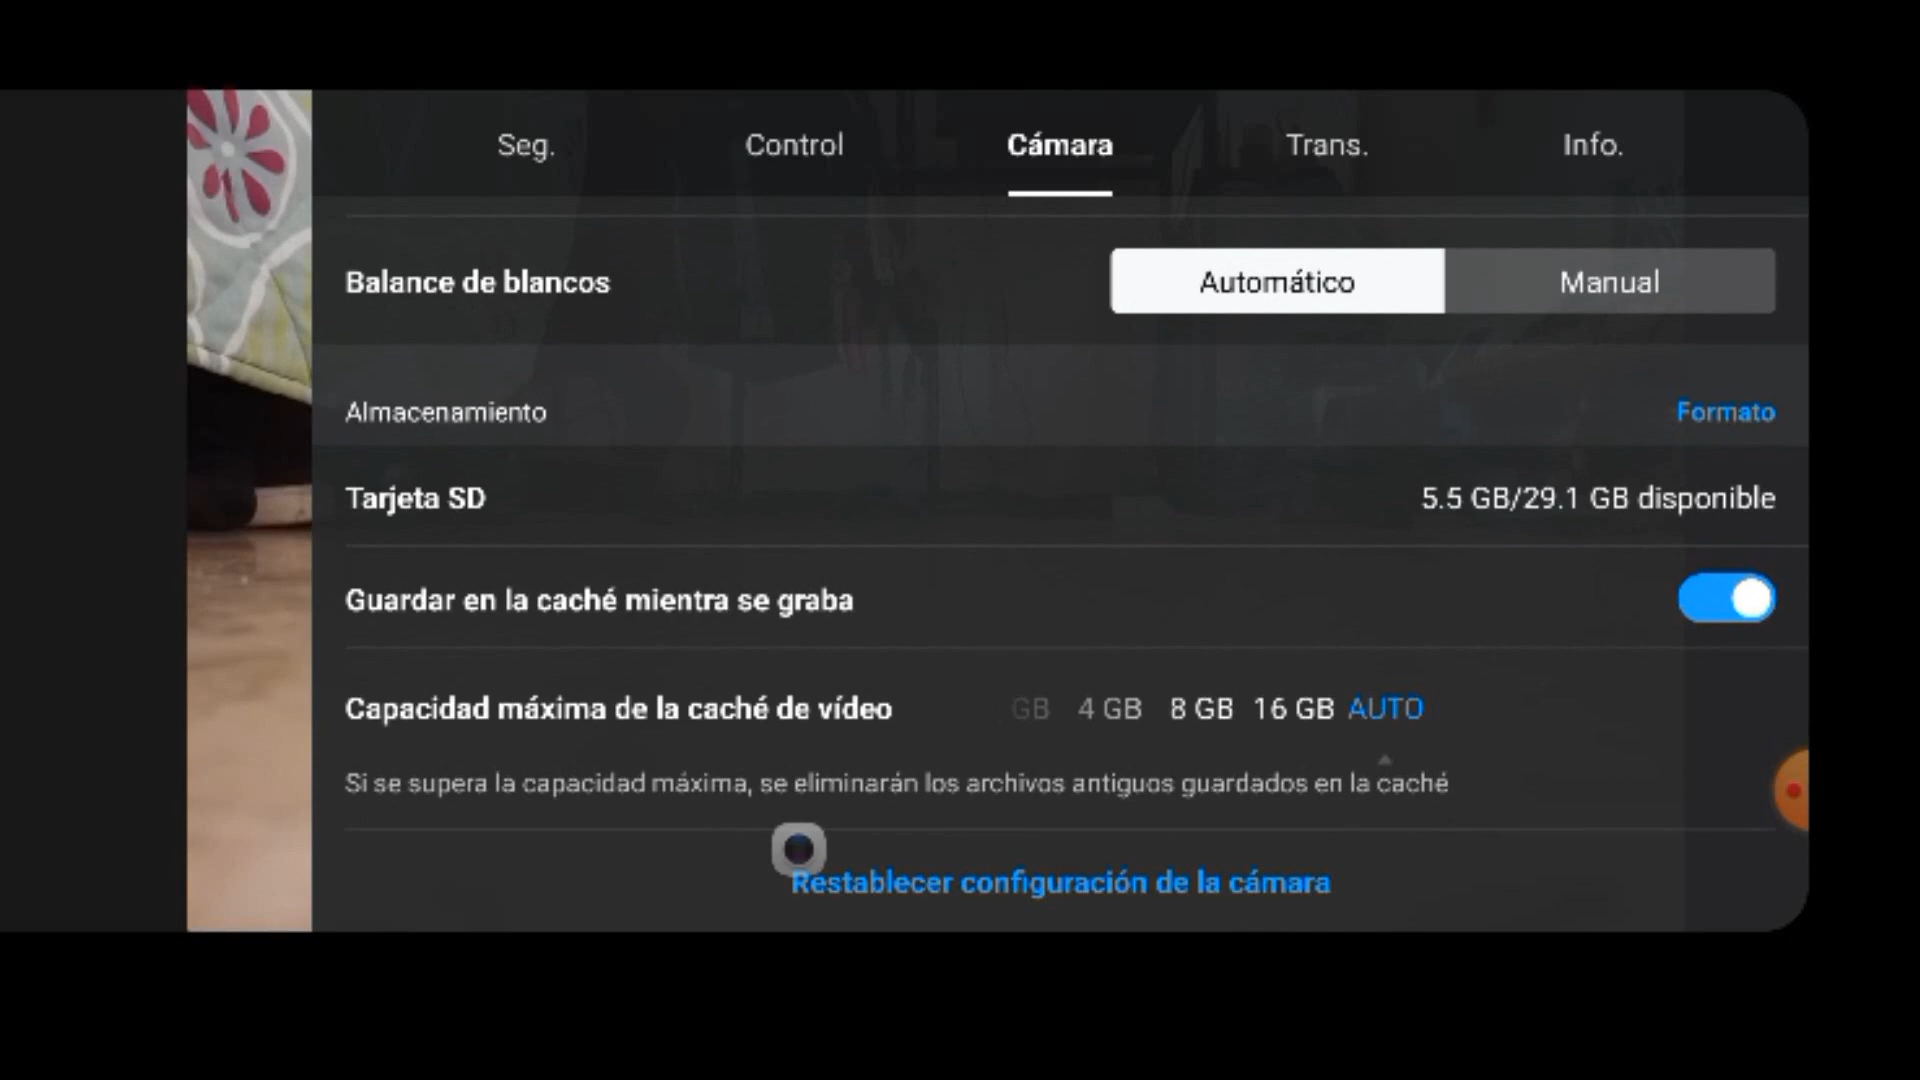 Seg. Control Cámara Trans. Info.
Balance de blancos Automático Manual
Almacenamiento Formato
Tarjeta SD 5.5 GB/29.1 GB disponible
Guardar en la caché mientra se graba
Capacidad máxima de la caché de vídeo GB 4 GB 8 GB 16 GB AUTO
Si se supera la capacidad máxima, se eliminarán los archivos antiguos guardados en la caché
Restablecer configuración de la cámara